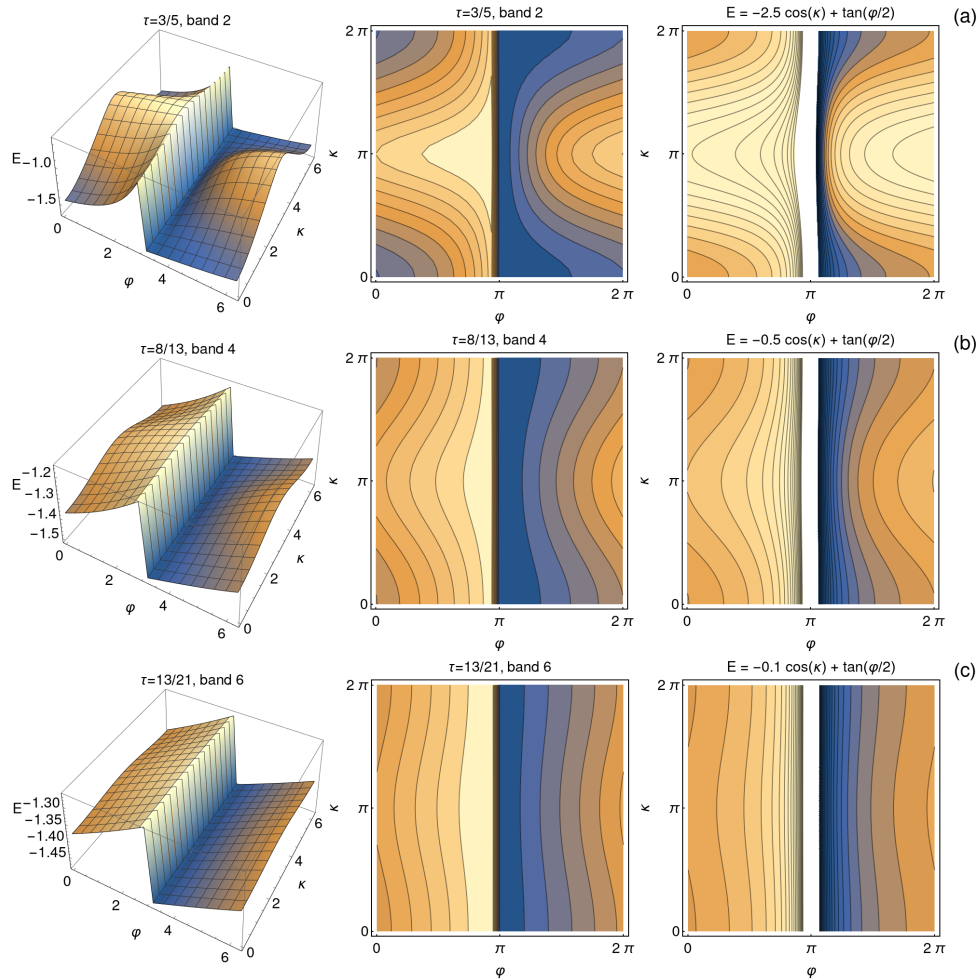 τ=3/5, band 2
E
−1.0
−1.5
0
2
4
6
φ
0
2
4
6
κ
τ=3/5, band 2
2 π
π
0
κ
0
π
2 π
φ
E = −2.5 cos(κ) + tan(φ/2)
2 π
π
0
κ
0
π
2 π
φ
(a)
τ=8/13, band 4
−1.2
E
−1.3
−1.4
−1.5
0
2
4
6
φ
0
2
4
6
κ
τ=8/13, band 4
2 π
π
0
κ
0
π
2 π
φ
E = −0.5 cos(κ) + tan(φ/2)
2 π
π
0
κ
0
π
2 π
φ
(b)
τ=13/21, band 6
E
−1.30
−1.35
−1.40
−1.45
0
2
4
6
φ
0
2
4
6
κ
τ=13/21, band 6
2 π
π
0
κ
0
π
2 π
φ
E = −0.1 cos(κ) + tan(φ/2)
2 π
π
0
κ
0
π
2 π
φ
(c)